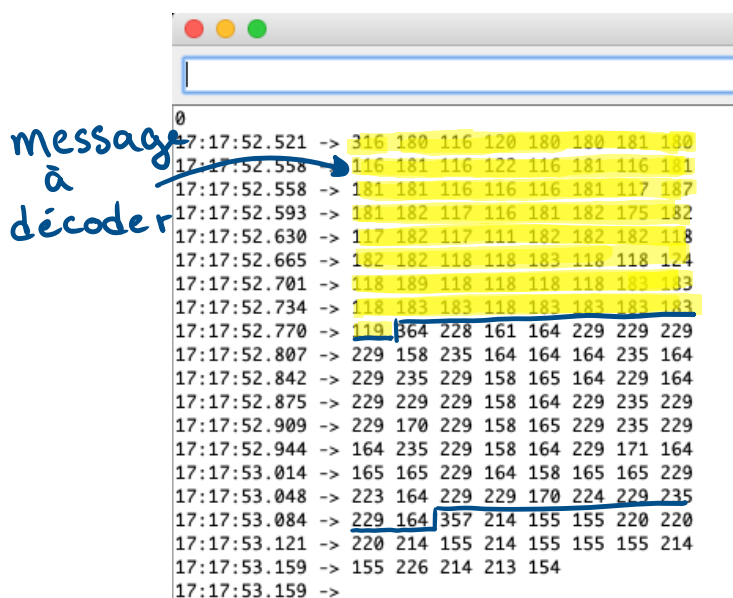 0
17:17:52.521 -> 316 180 116 120 180 180 181 180
17:17:52.558 -> 116 181 116 122 116 181 116 181
17:17:52.558 -> 181 181 116 116 116 181 117 187
17:17:52.593 -> 181 182 117 116 181 182 175 182
17:17:52.630 -> 117 182 117 111 182 182 182 118
17:17:52.665 -> 182 182 118 118 183 118 118 124
17:17:52.701 -> 118 189 118 118 118 118 183 183
17:17:52.734 -> 118 183 183 118 183 183 183 183
17:17:52.770 -> 119 364 228 161 164 229 229 229
17:17:52.807 -> 229 158 235 164 164 164 235 164
17:17:52.842 -> 229 235 229 158 165 164 229 164
17:17:52.875 -> 229 229 229 158 164 229 235 229
17:17:52.909 -> 229 170 229 158 165 229 235 229
17:17:52.944 -> 164 235 229 158 164 229 171 164
17:17:53.014 -> 165 165 229 164 158 165 165 229
17:17:53.048 -> 223 164 229 229 170 224 229 235
17:17:53.084 -> 229 164 357 214 155 155 220 220
17:17:53.121 -> 220 214 155 214 155 155 155 214
17:17:53.159 -> 155 226 214 213 154
17:17:53.159 ->
message
à
décoder